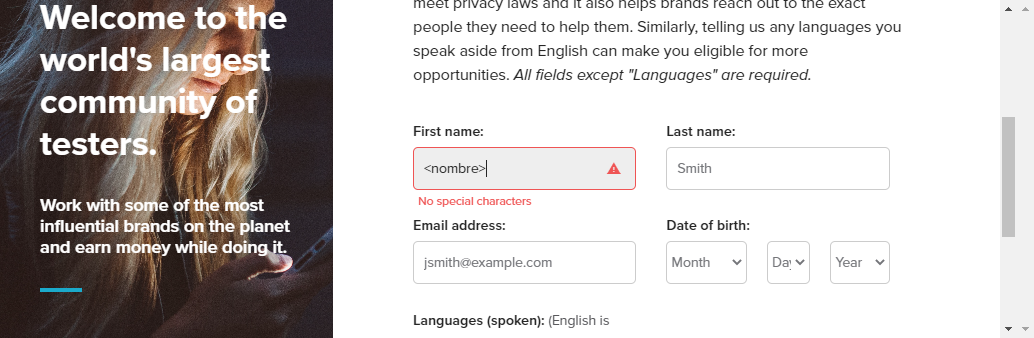 Welcome to the
world's largest
community of
testers.
Work with some of the most
influential brands on the planet
and earn money while doing it.
meet privacy laws and it also helps brands reach out to the exact
people they need to help them. Similarly, telling us any languages you
speak aside from English can make you eligible for more
opportunities. All fields except "Languages" are required.
First name:
Last name:
<nombre>
Smith
No special characters
Email address:
Date of birth:
jsmith@example.com
Month
Day
Year
Languages (spoken): (English is